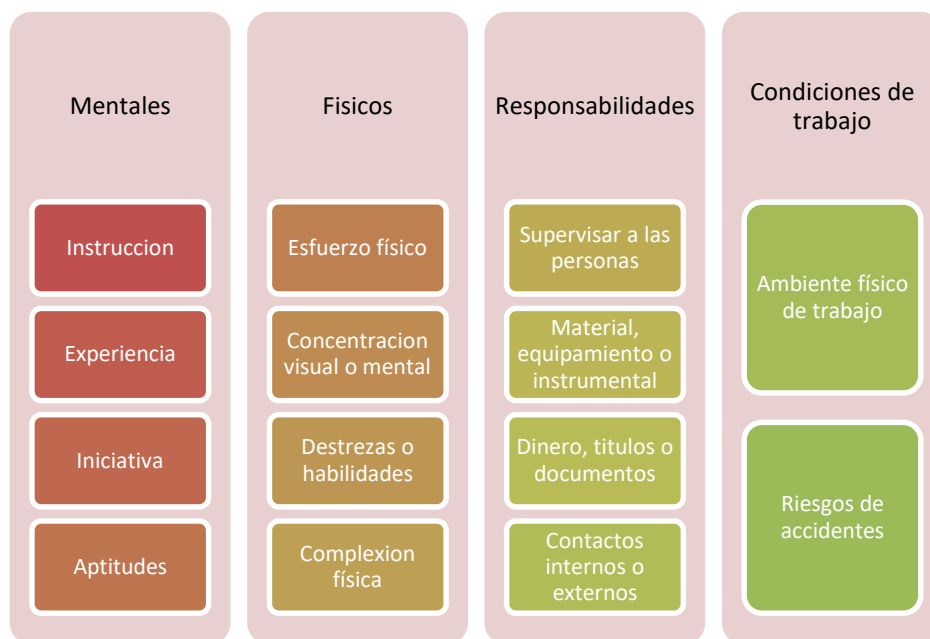 Mentales
Instruccion
Experiencia
Iniciativa
Aptitudes
Fisicos
Esfuerzo físico
Concentracion
visual o mental
Destrezas o
habilidades
Complexion
física
Responsabilidades
Supervisar a las
personas
Material,
equipamiento o
instrumental
Dinero, titulos o
documentos
Contactos
internos o
externos
Condiciones de
trabajo
Ambiente físico
de trabajo
Riesgos de
accidentes